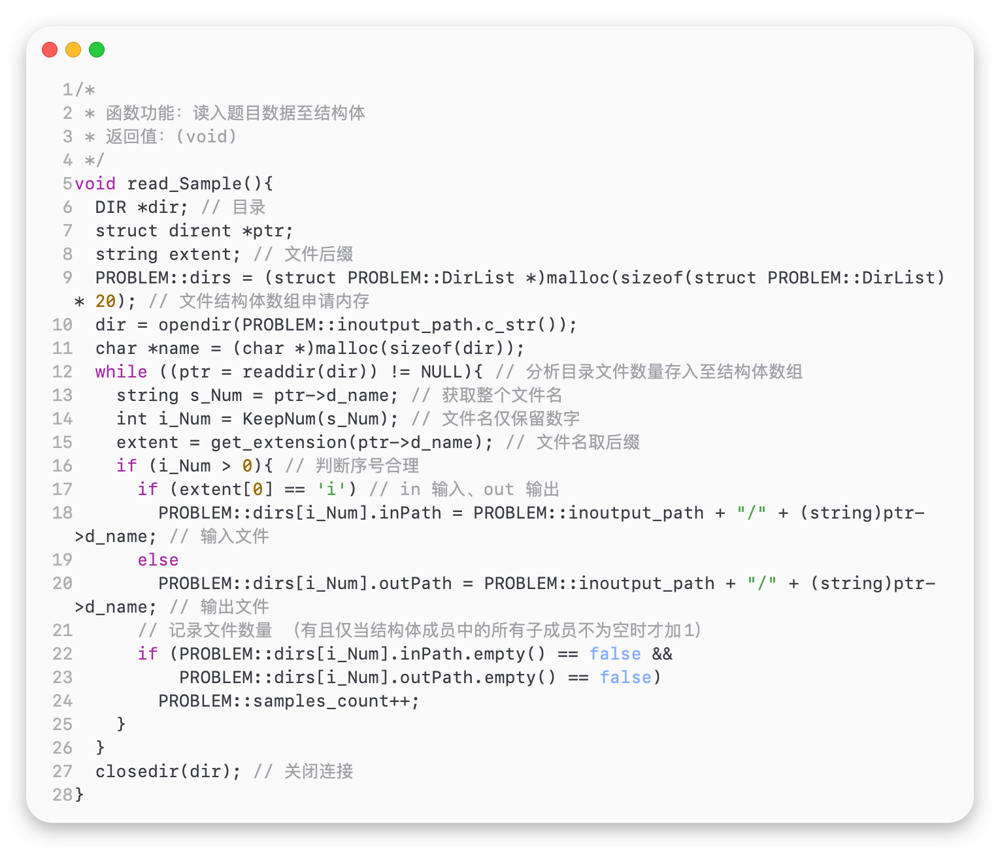 1/*
2 * 函数功能：读入题目数据至结构体
3 * 返回值：(void)
4 */
5void read_Sample(){
6  DIR *dir; // 目录
7  struct dirent *ptr;
8  string extent; // 文件后缀
9  PROBLEM::dirs = (struct PROBLEM::DirList *)malloc(sizeof(struct PROBLEM::DirList)
* 20); // 文件结构体数组申请内存
10  dir = opendir(PROBLEM::inoutput_path.c_str());
11  char *name = (char *)malloc(sizeof(dir));
12  while ((ptr = readdir(dir)) != NULL){ // 分析目录文件数量存入至结构体数组
13    string s_Num = ptr->d_name; // 获取整个文件名
14    int i_Num = KeepNum(s_Num); // 文件名仅保留数字
15    extent = get_extension(ptr->d_name); // 文件名取后缀
16    if (i_Num > 0){ // 判断序号合理
17      if (extent[0] == 'i') // in 输入、out 输出
18        PROBLEM::dirs[i_Num].inPath = PROBLEM::inoutput_path + "/" + (string)ptr-
>d_name; // 输入文件
19      else
20        PROBLEM::dirs[i_Num].outPath = PROBLEM::inoutput_path + "/" + (string)ptr-
>d_name; // 输出文件
21      // 记录文件数量 （有且仅当结构体成员中的所有子成员不为空时才加1）
22      if (PROBLEM::dirs[i_Num].inPath.empty() == false &&
23          PROBLEM::dirs[i_Num].outPath.empty() == false)
24        PROBLEM::samples_count++;
25    }
26  }
27  closedir(dir); // 关闭连接
28}